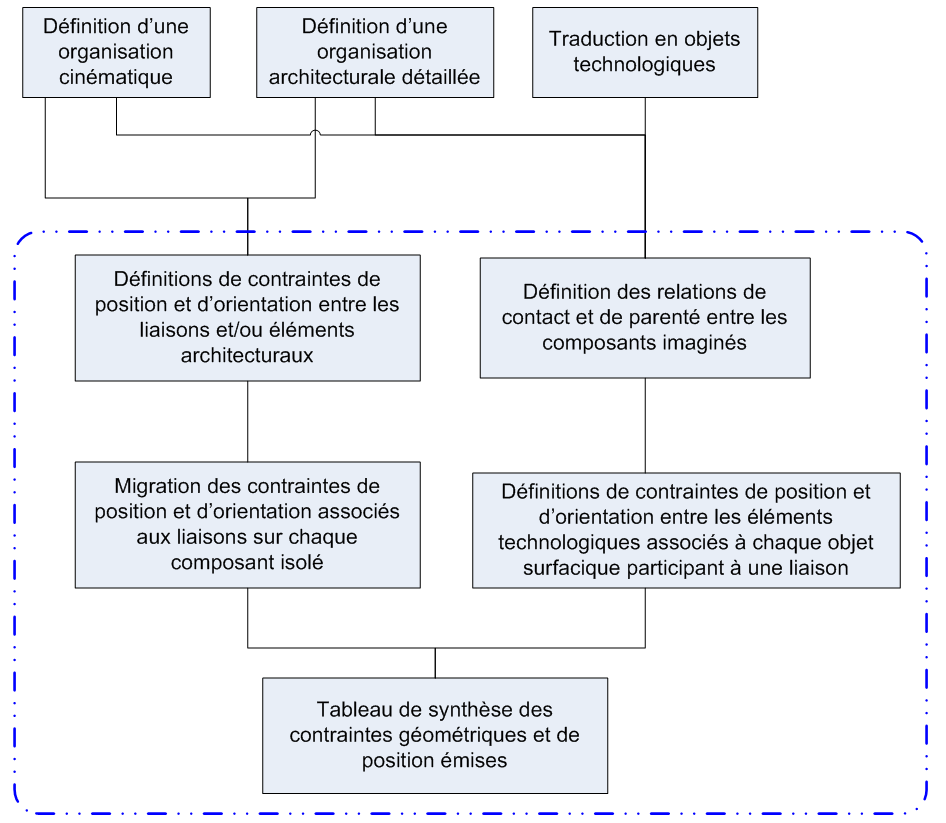 Définition d'une
organisation
cinématique
Définition d'une
organisation
architecturale détaillée
Traduction en objets
technologiques
Définitions de contraintes de
position et d'orientation entre les
liaisons et/ou éléments
architecturaux
Définition des relations de
contact et de parenté entre les
composants imaginés
Migration des contraintes de
position et d'orientation associés
aux liaisons sur chaque
composant isolé
Définitions de contraintes de position et
d'orientation entre les éléments
technologiques associés à chaque objet
surfacique participant à une liaison
Tableau de synthèse des
contraintes géométriques et de
position émises